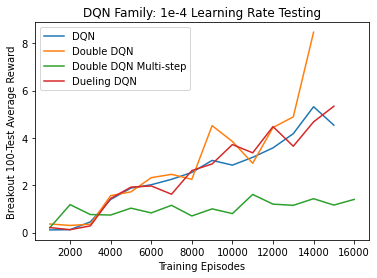 DQN Family: 1e-4 Learning Rate Testing
DQN
Double DQN
Double DQN Multi-step
Dueling DQN
Breakout 100-Test Average Reward
8
6
4
2
0
2000 4000 6000 8000 10000 12000 14000 16000
Training Episodes